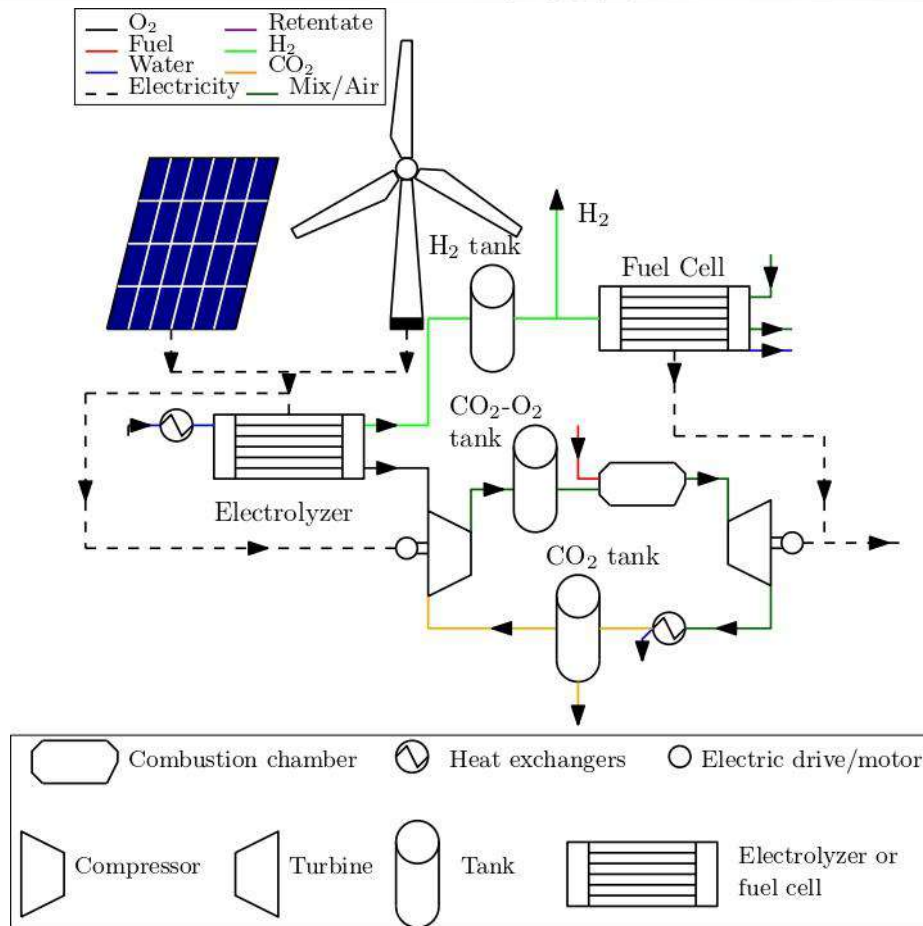 O₂
Retentate
Fuel
H₂
Water
CO₂
Electricity
Mix/Air
H₂
H₂ tank
Fuel Cell
CO₂-O₂
tank
Electrolyzer
CO₂ tank
Combustion chamber
Heat exchangers
Electric drive/motor
Compressor
Turbine
Tank
Electrolyzer or
fuel cell